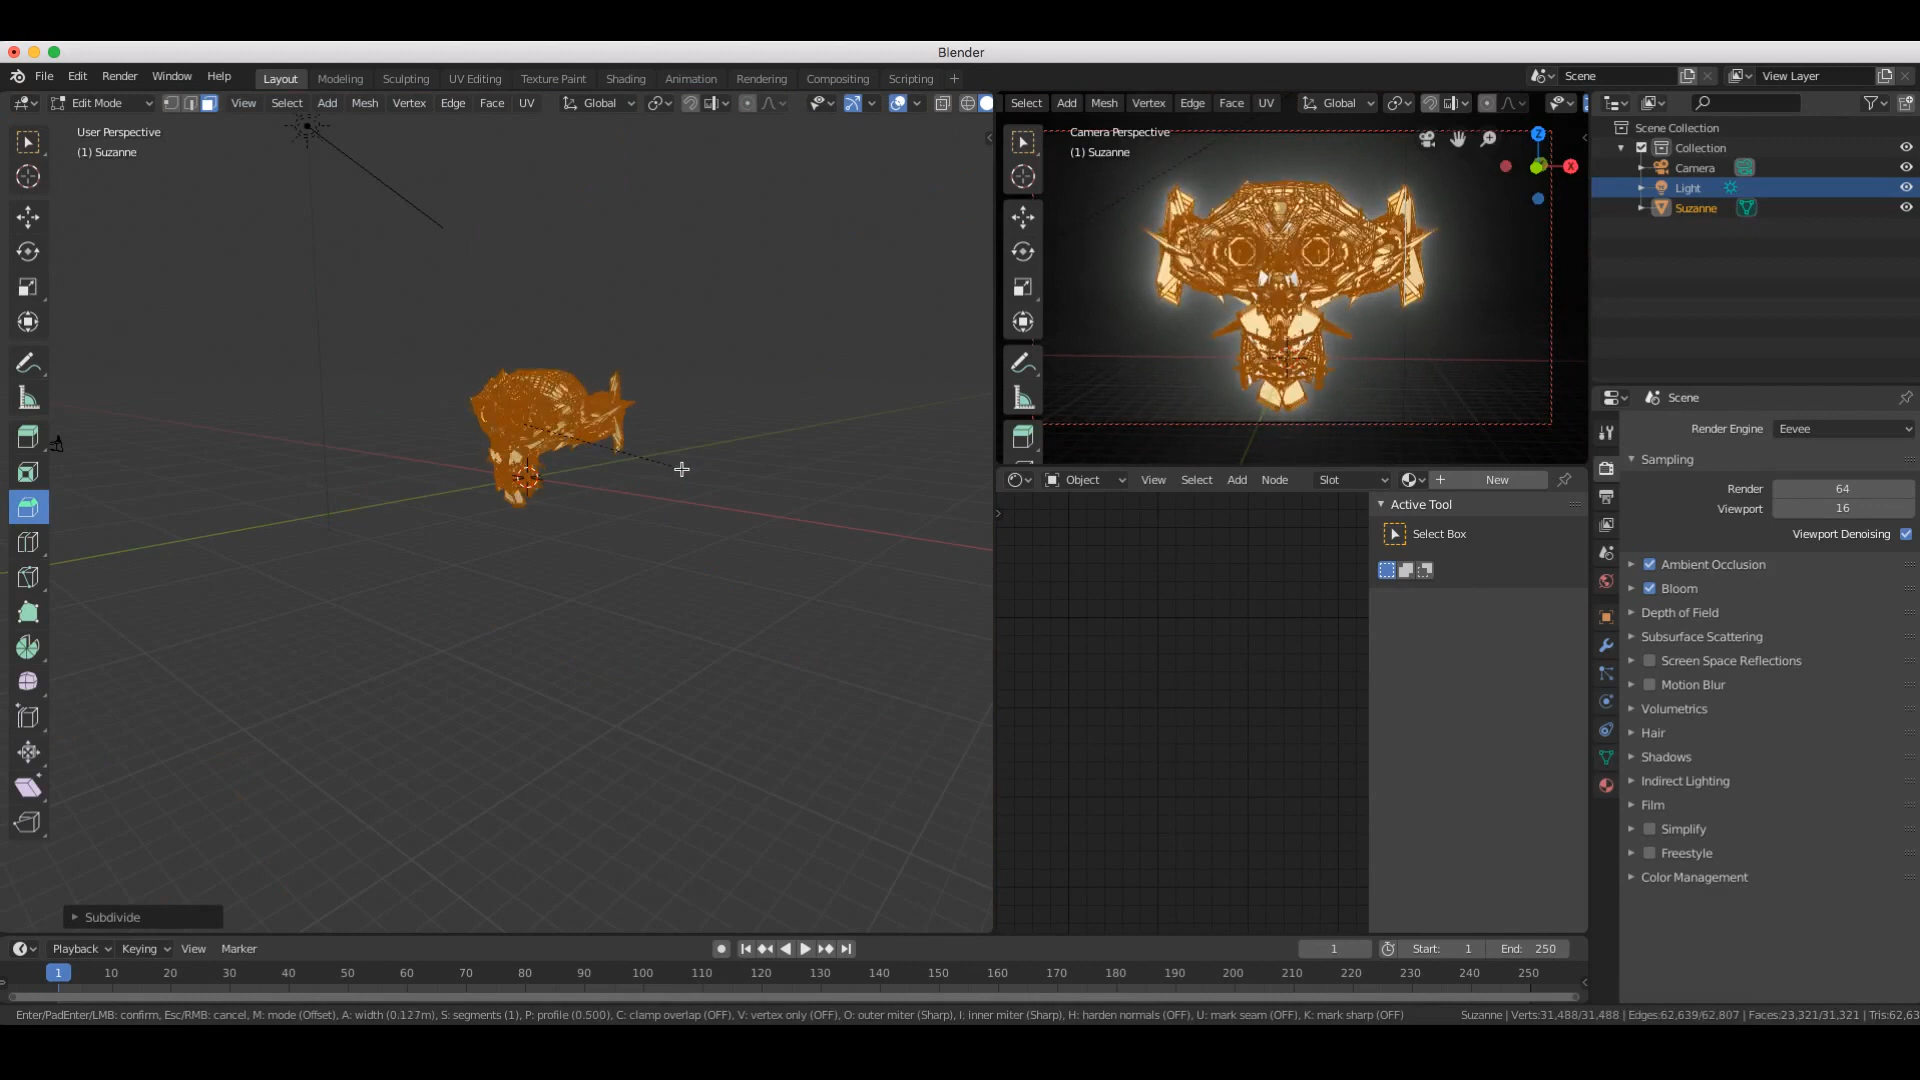 Blender
File Edit Render Window Help Layout Modeling Sculpting UV Editing Texture Paint Shading Animation Rendering Compositing Scripting + Scene View Layer
Edit Mode View Select Add Mesh Vertex Edge Face UV Global
Select Add Mesh Vertex Edge Face UV Global
User Perspective
(1) Suzanne
Camera Perspective
(1) Suzanne
Z
X
Scene Collection
Collection
Camera
Light
Suzanne
Scene
Render Engine Eevee
Sampling
Render 64
Viewport 16
Viewport Denoising
Ambient Occlusion
Bloom
Depth of Field
Subsurface Scattering
Screen Space Reflections
Motion Blur
Volumetrics
Hair
Shadows
Indirect Lighting
Film
Simplify
Freestyle
Color Management
Object View Select Add Node Slot New
Active Tool
Select Box
Subdivide
Playback Keying View Marker 1 Start: 1 End: 250
1 10 20 30 40 50 60 70 80 90 100 110 120 130 140 150 160 170 180 190 200 210 220 230 240 250
Enter/PadEnter/LMB: confirm, Esc/RMB: cancel, M: mode (Offset), A: width (0.127m), S: segments (1), P: profile (0.500), C: clamp overlap (OFF), V: vertex only (OFF), O: outer miter (Sharp), I: inner miter (Sharp), H: harden normals (OFF), U: mark seam (OFF), K: mark sharp (OFF) Suzanne | Verts:31,488/31,488 | Edges:62,639/62,807 | Faces:23,321/31,321 | Tris:62,63